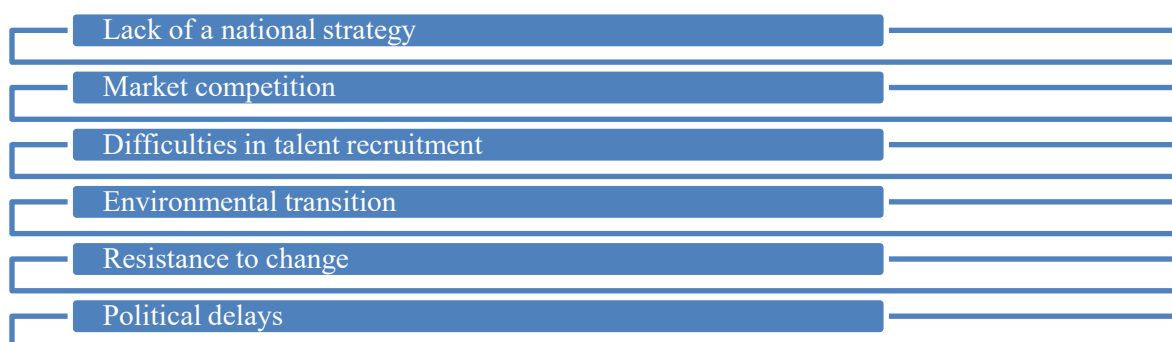 Lack of a national strategy
Market competition
Difficulties in talent recruitment
Environmental transition
Resistance to change
Political delays